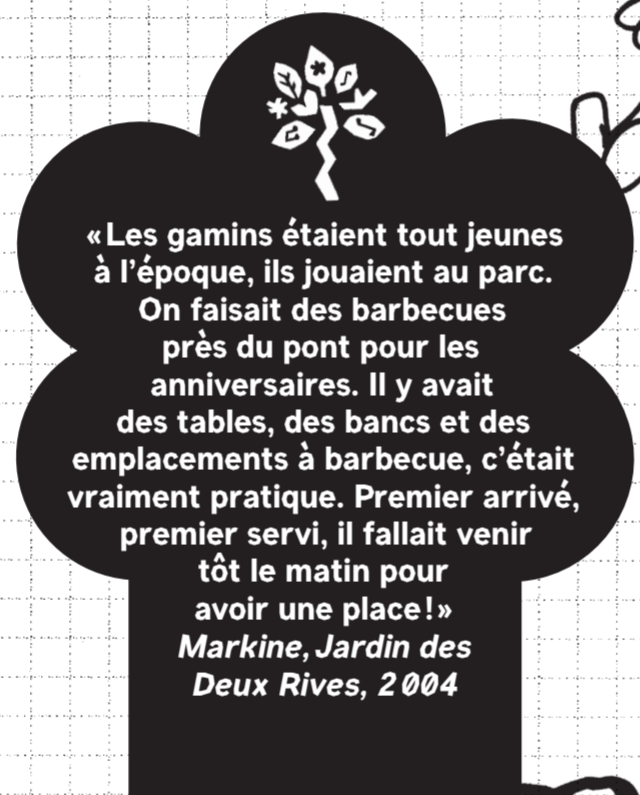 «Les gamins étaient tout jeunes
à l’époque, ils jouaient au parc.
On faisait des barbecues
près du pont pour les
anniversaires. Il y avait
des tables, des bancs et des
emplacements à barbecue, c’était
vraiment pratique. Premier arrivé,
premier servi, il fallait venir
tôt le matin pour
avoir une place!»
Markine, Jardin des
Deux Rives, 2004